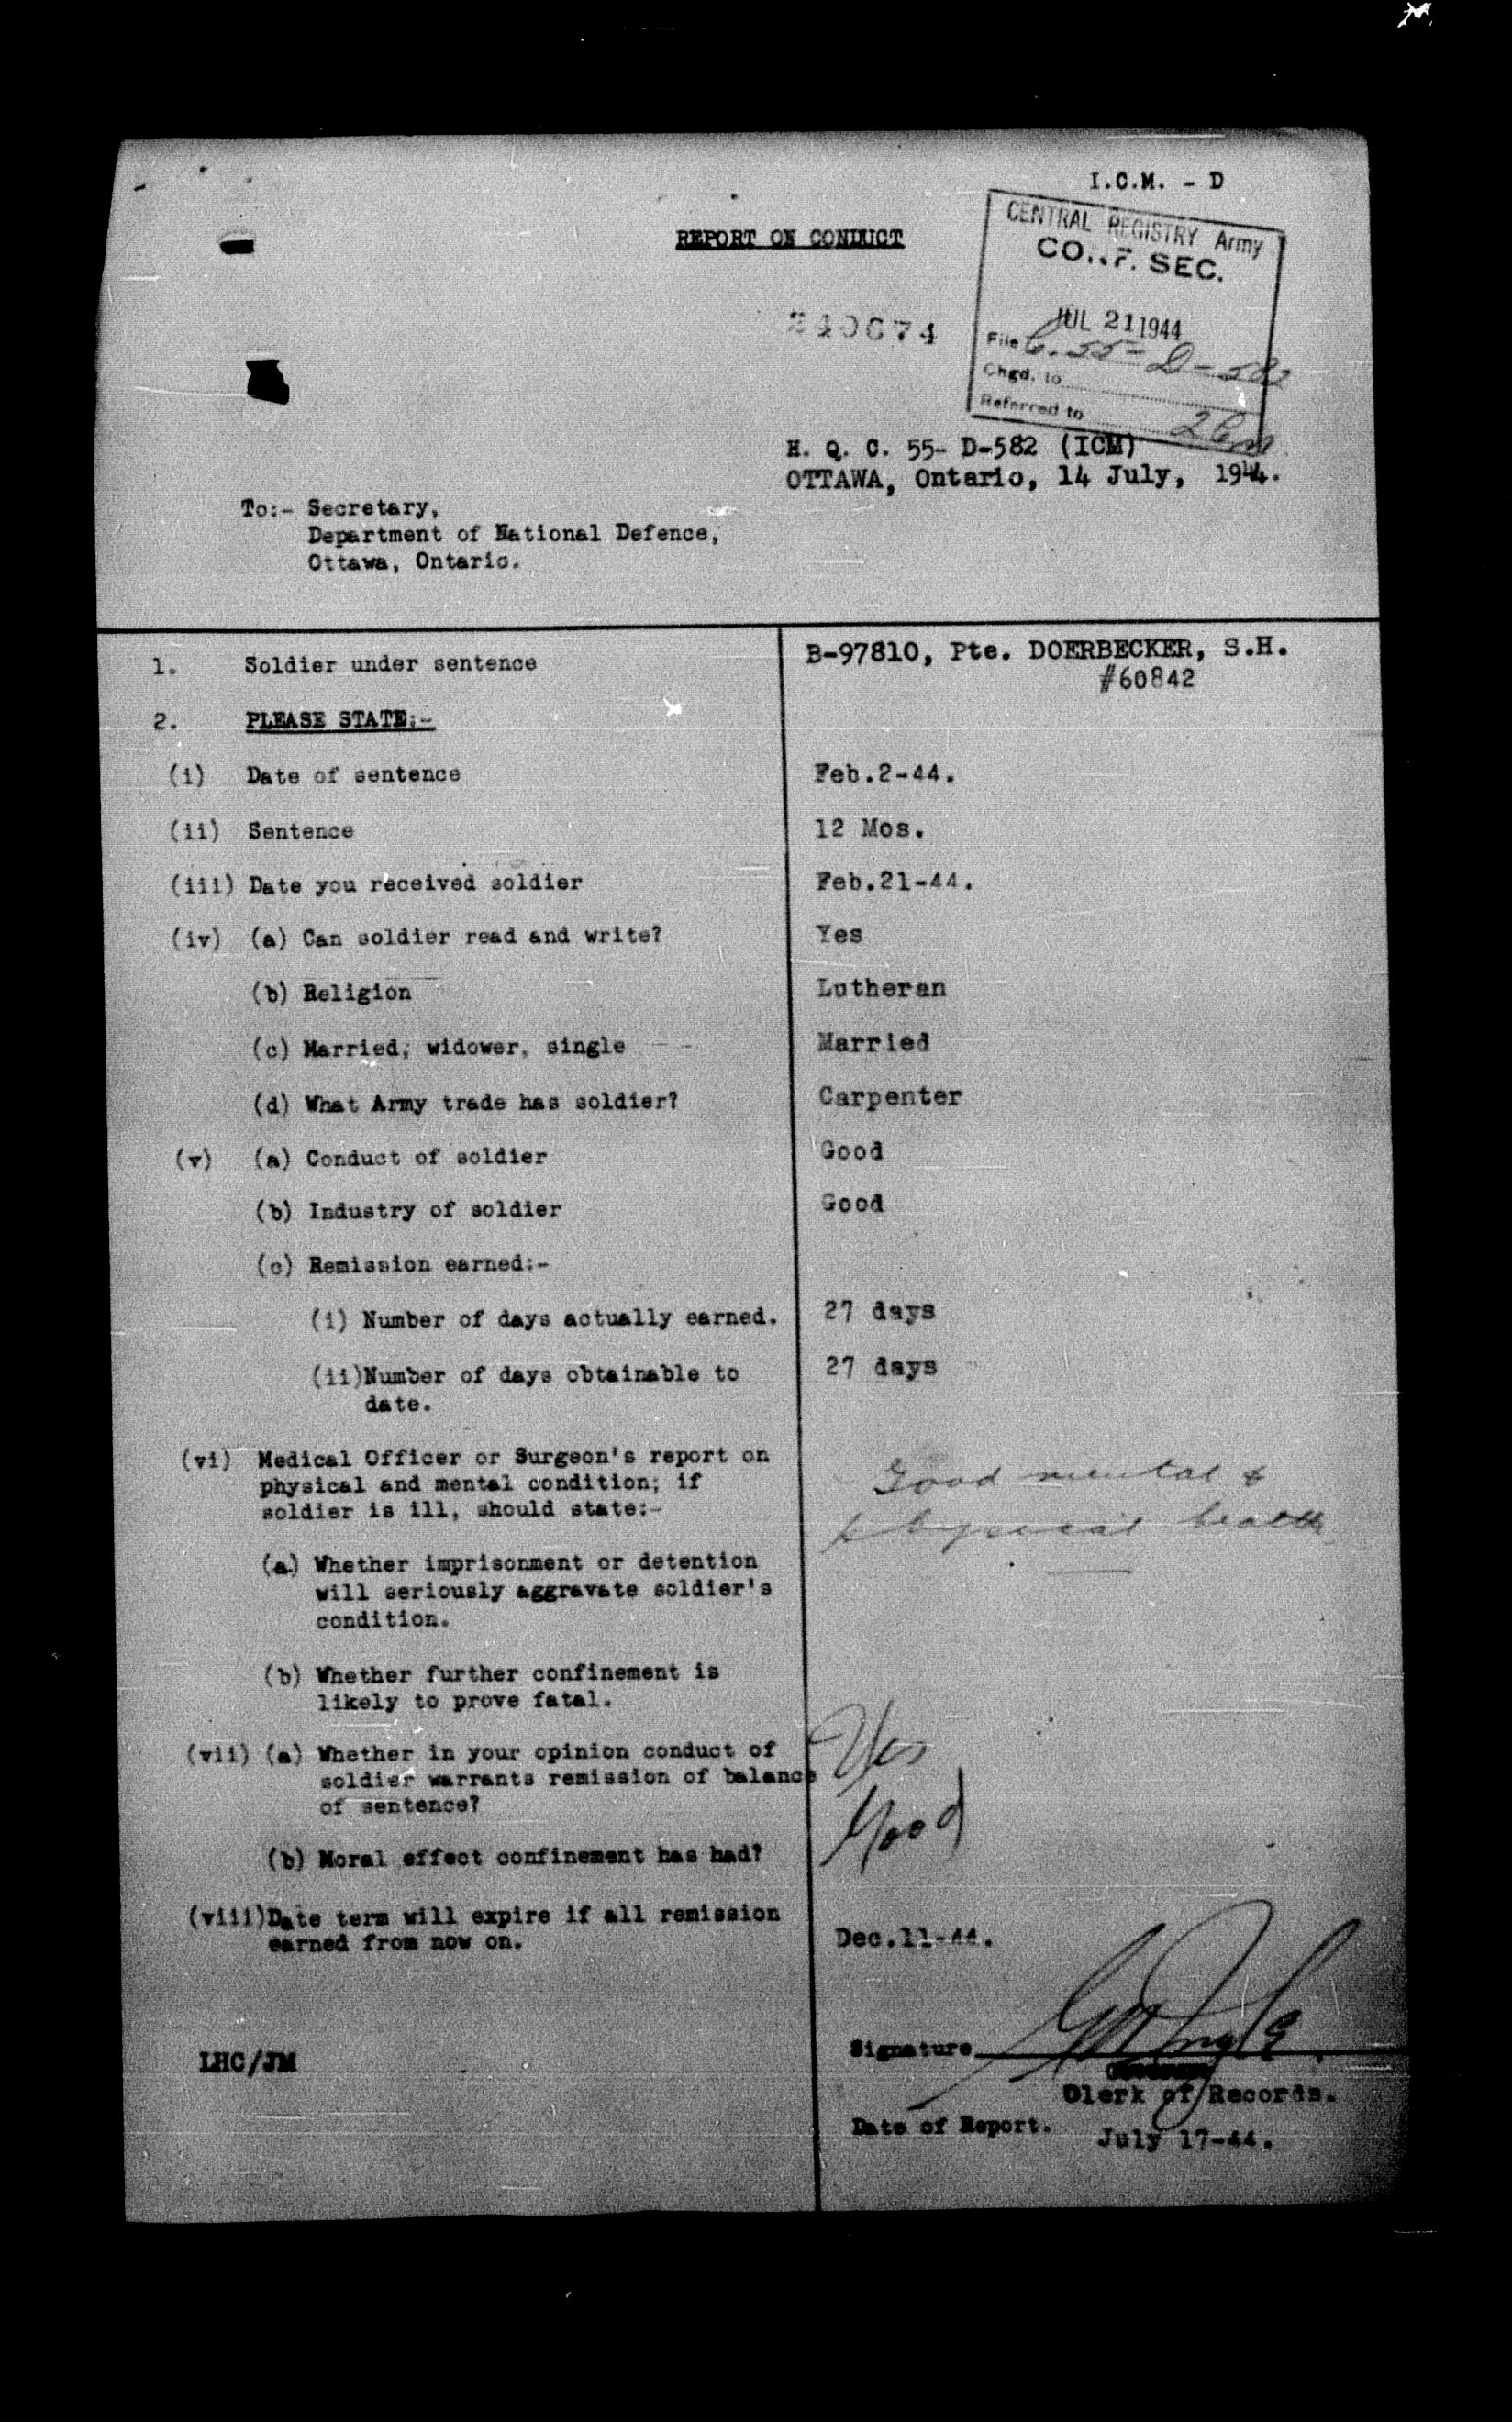 I.C.M. - D
REPORT ON CONDUCT
CENTRAL REGISTRY Army
CO..F. SEC.
JUL 21 1944
File 6.55-D-582
Chgd. to
Referred to
H. Q. C. 55- D-582 (ICM)
OTTAWA, Ontario, 14 July, 1944.
To:- Secretary,
Department of National Defence,
Ottawa, Ontario.
1. Soldier under sentence B-97810, Pte. DOERBECKER, S.H.
#60842
2. PLEASE STATE:-
(i) Date of sentence Feb.2-44.
(ii) Sentence 12 Mos.
(iii) Date you received soldier Feb.21-44.
(iv) (a) Can soldier read and write? Yes
(b) Religion Lutheran
(c) Married, widower, single Married
(d) What Army trade has soldier? Carpenter
(v) (a) Conduct of soldier Good
(b) Industry of soldier Good
(c) Remission earned:-
(i) Number of days actually earned. 27 days
(ii)Number of days obtainable to 27 days
date.
(vi) Medical Officer or Surgeon's report on
physical and mental condition; if Good mental &
soldier is ill, should state:- physical health
(a) Whether imprisonment or detention
will seriously aggravate soldier's
condition.
(b) Whether further confinement is
likely to prove fatal.
(vii) (a) Whether in your opinion conduct of Yes
soldier warrants remission of balance
of sentence?
(b) Moral effect confinement has had? Good
(viii)Date term will expire if all remission
earned from now on. Dec.11-44.
LHC/JM
Signature
Clerk of Records.
Date of Report. July 17-44.